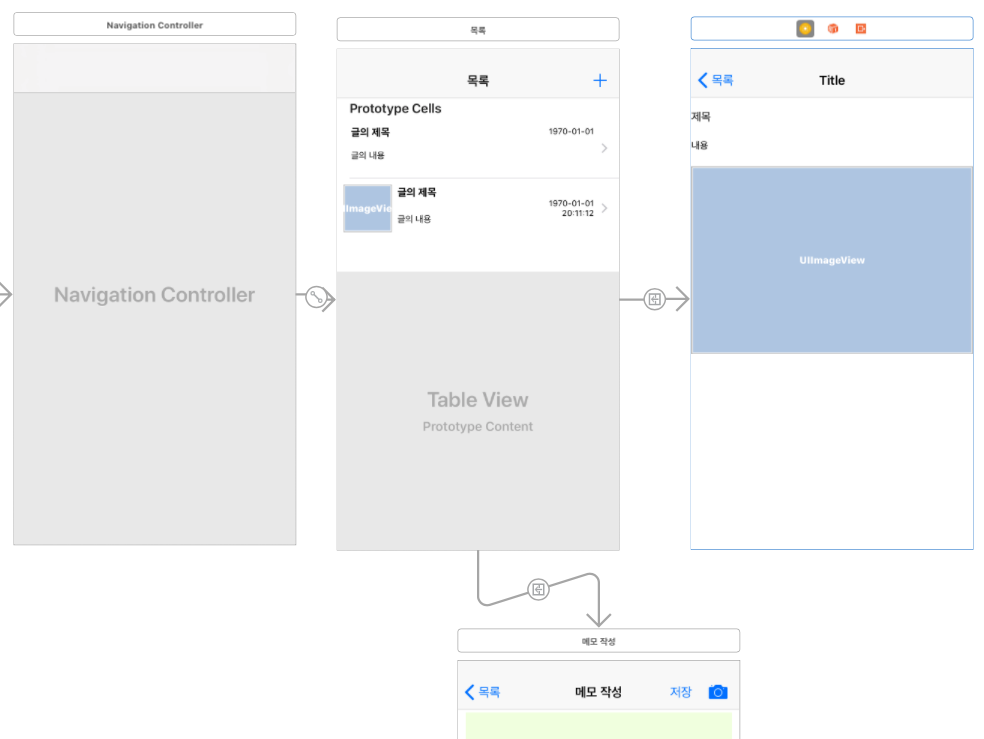 Navigation Controller
Navigation Controller
목록
목록
Prototype Cells
글의 제목
1970-01-01
글의 내용
글의 제목
UIImageVie
1970-01-01
20:11:12
글의 내용
Table View
Prototype Content
목록
Title
제목
내용
UIImageView
메모 작성
목록
메모 작성
저장